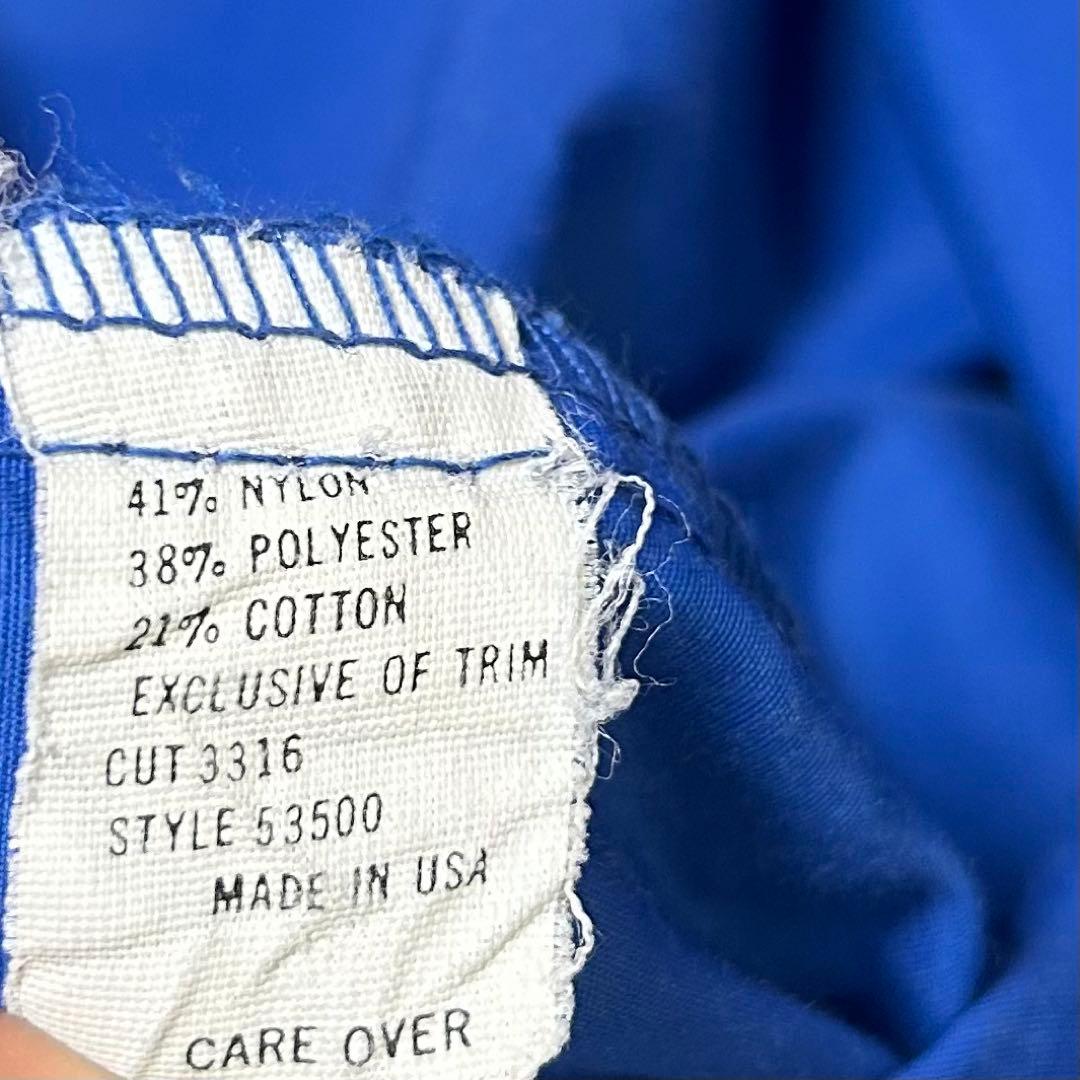 41% NYLON
38% POLYESTER
21% COTTON
EXCLUSIVE OF TRIM
CUT 3316
STYLE 53500
MADE IN USA
CARE OVER